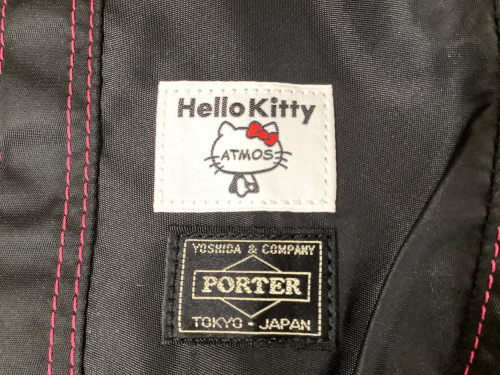 Hello Kitty
ATMOS
YOSHIDA & COMPANY
PORTER
TOKYO · JAPAN